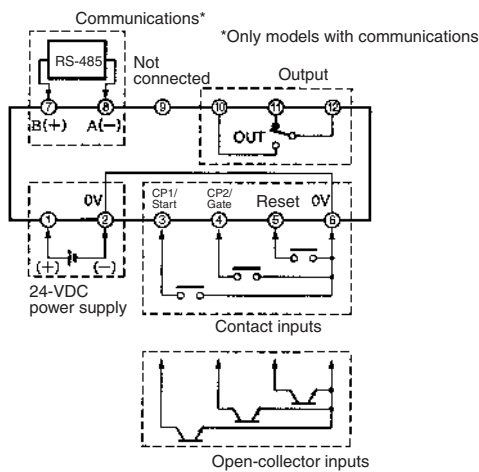 Communications*
*Only models with communications
RS-485
Not
connected
Output
7
8
9
10
11
12
B(+)
A(−)
OUT
0V
CP1/
Start
CP2/
Gate
Reset
0V
1
2
3
4
5
6
(+)
(−)
24-VDC
power supply
Contact inputs
Open-collector inputs